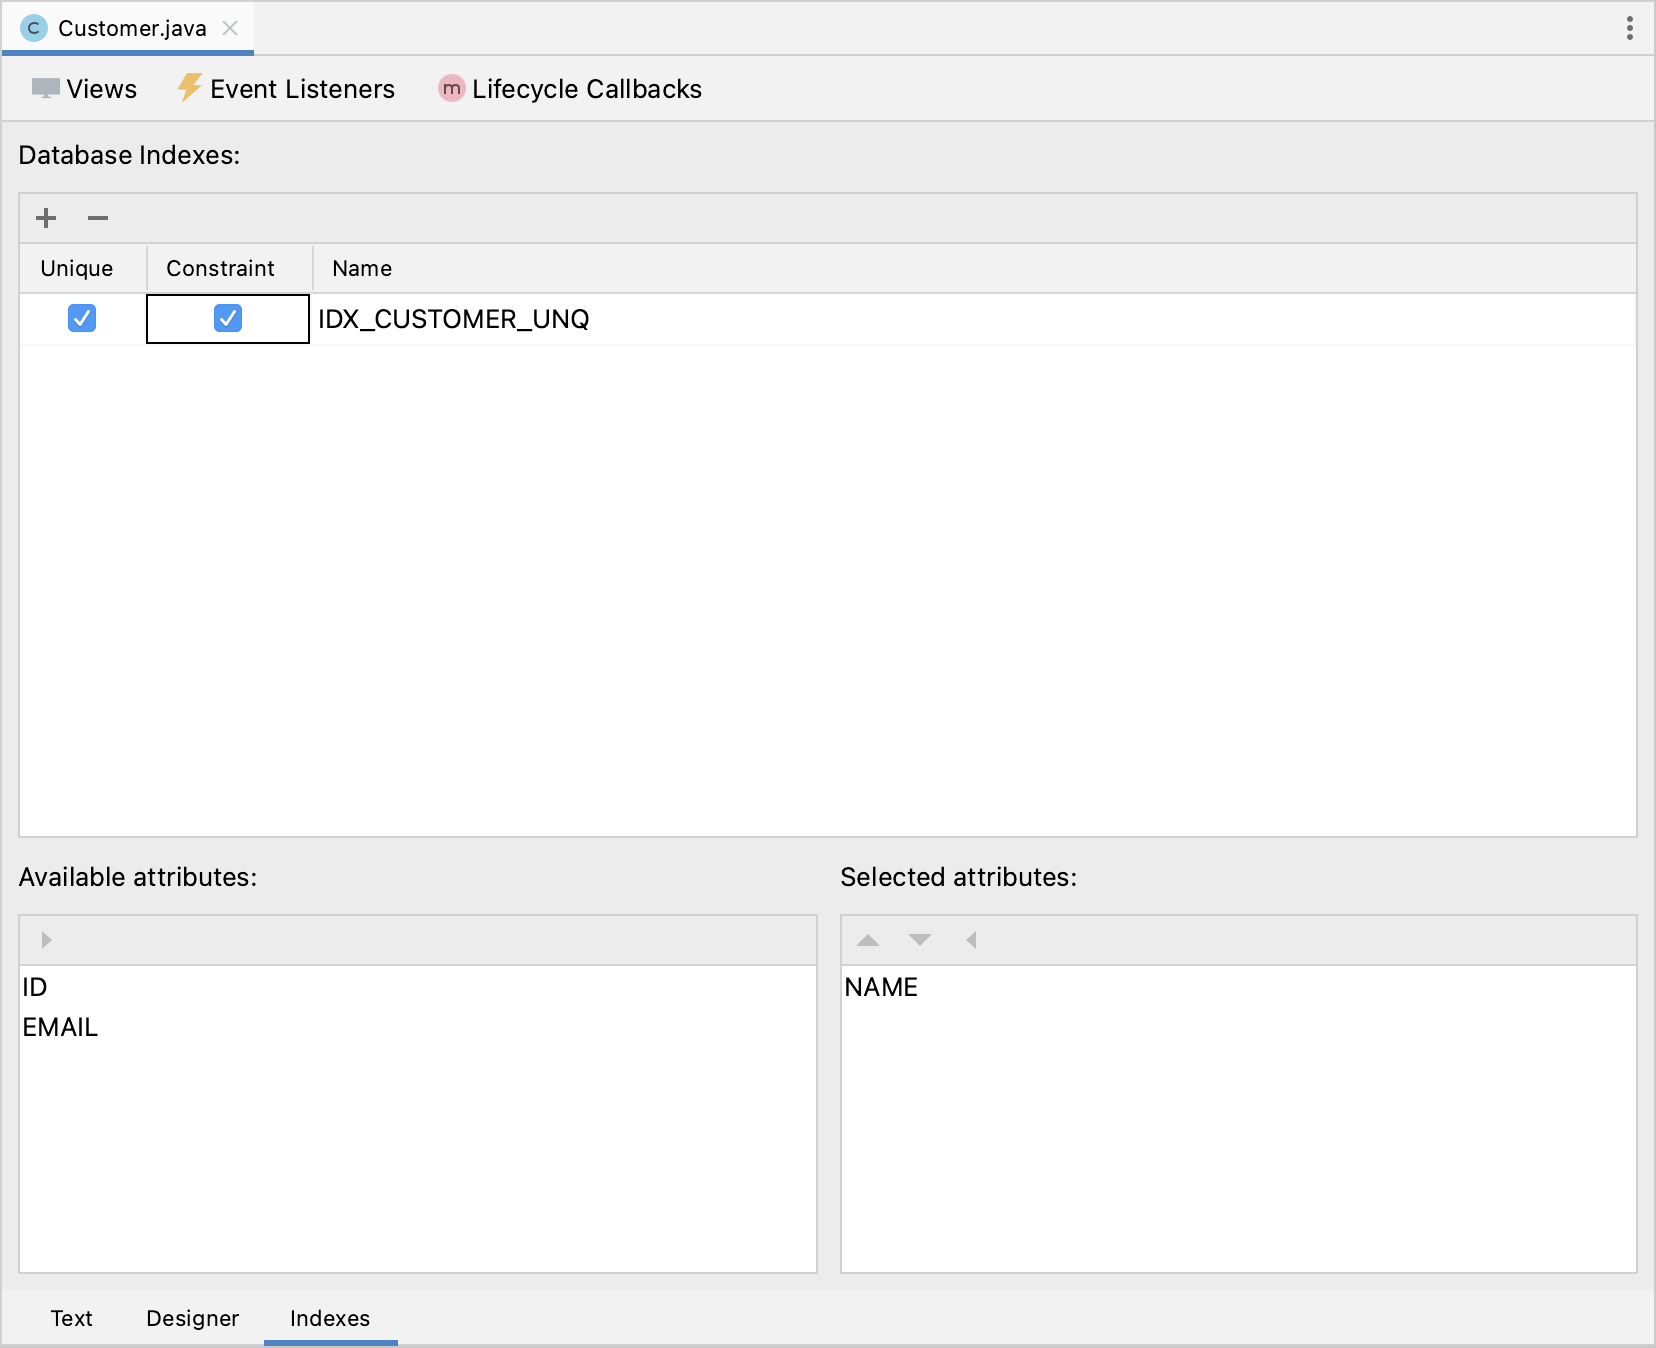 C Customer.java
Views Event Listeners m Lifecycle Callbacks
Database Indexes:
Unique Constraint Name
IDX_CUSTOMER_UNQ
Available attributes: Selected attributes:
ID NAME
EMAIL
Text Designer Indexes